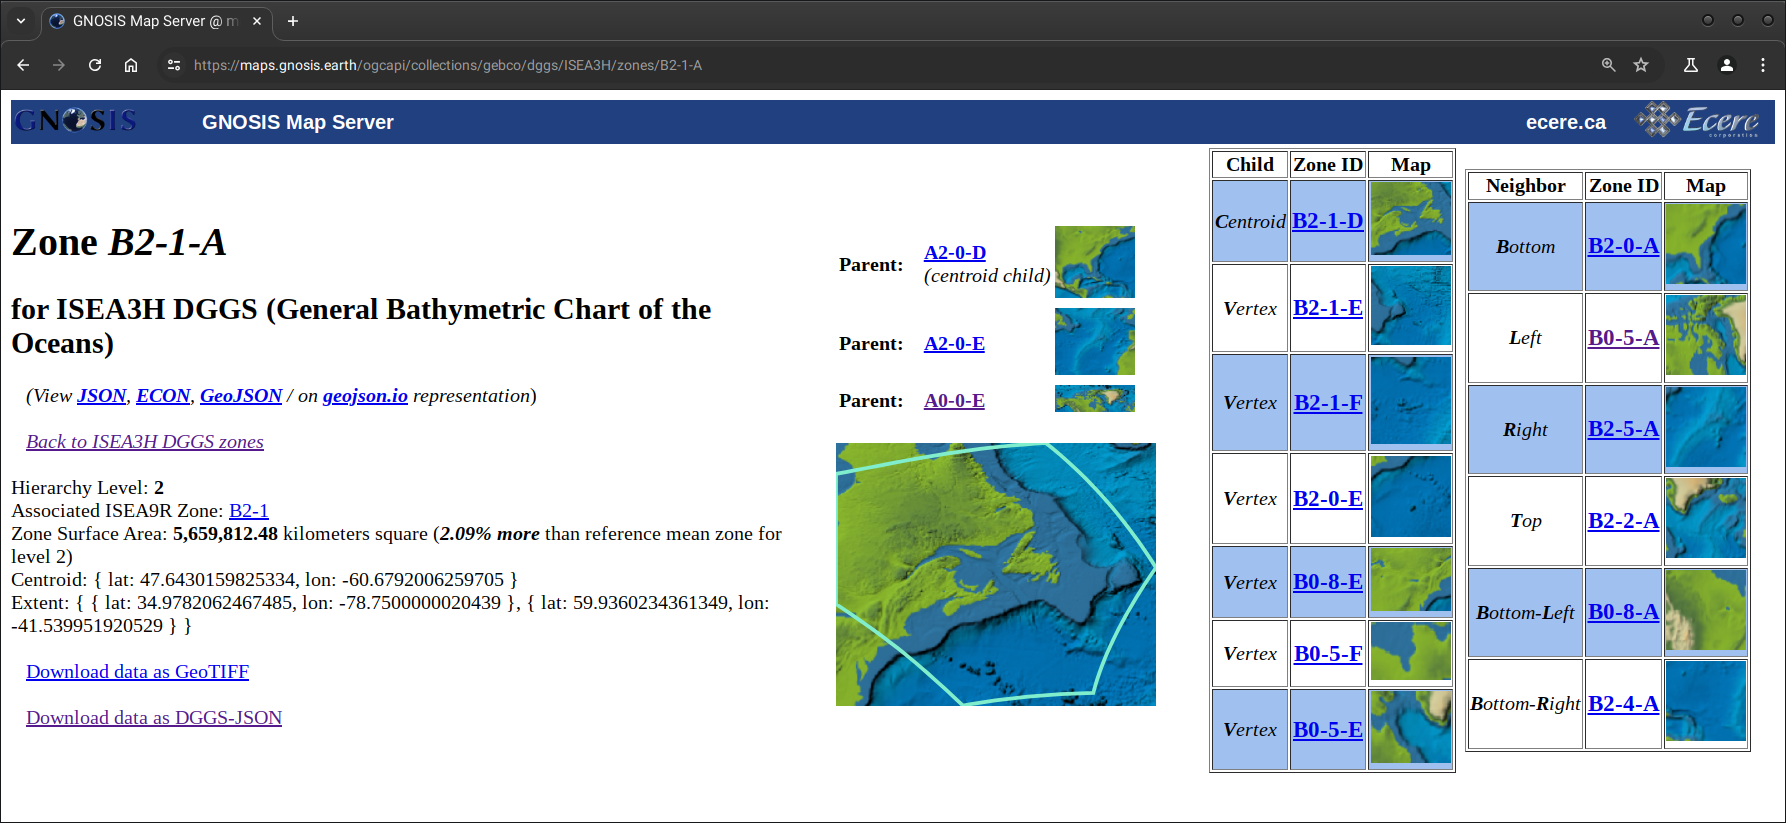 GNOSIS Map Server @ m
https://maps.gnosis.earth/ogcapi/collections/gebco/dggs/ISEA3H/zones/B2-1-A
GNOSIS
GNOSIS Map Server
ecere.ca
Ecere
corporation
Zone B2-1-A
for ISEA3H DGGS (General Bathymetric Chart of the
Oceans)
(View JSON, ECON, GeoJSON / on geojson.io representation)
Back to ISEA3H DGGS zones
Hierarchy Level: 2
Associated ISEA9R Zone: B2-1
Zone Surface Area: 5,659,812.48 kilometers square (2.09% more than reference mean zone for
level 2)
Centroid: { lat: 47.6430159825334, lon: -60.6792006259705 }
Extent: { { lat: 34.9782062467485, lon: -78.7500000020439 }, { lat: 59.9360234361349, lon:
-41.539951920529 } }
Download data as GeoTIFF
Download data as DGGS-JSON
Parent: A2-0-D
(centroid child)
Parent: A2-0-E
Parent: A0-0-E
Child Zone ID Map
Centroid B2-1-D
Vertex B2-1-E
Vertex B2-1-F
Vertex B2-0-E
Vertex B0-8-E
Vertex B0-5-F
Vertex B0-5-E
Neighbor Zone ID Map
Bottom B2-0-A
Left B0-5-A
Right B2-5-A
Top B2-2-A
Bottom-Left B0-8-A
Bottom-Right B2-4-A